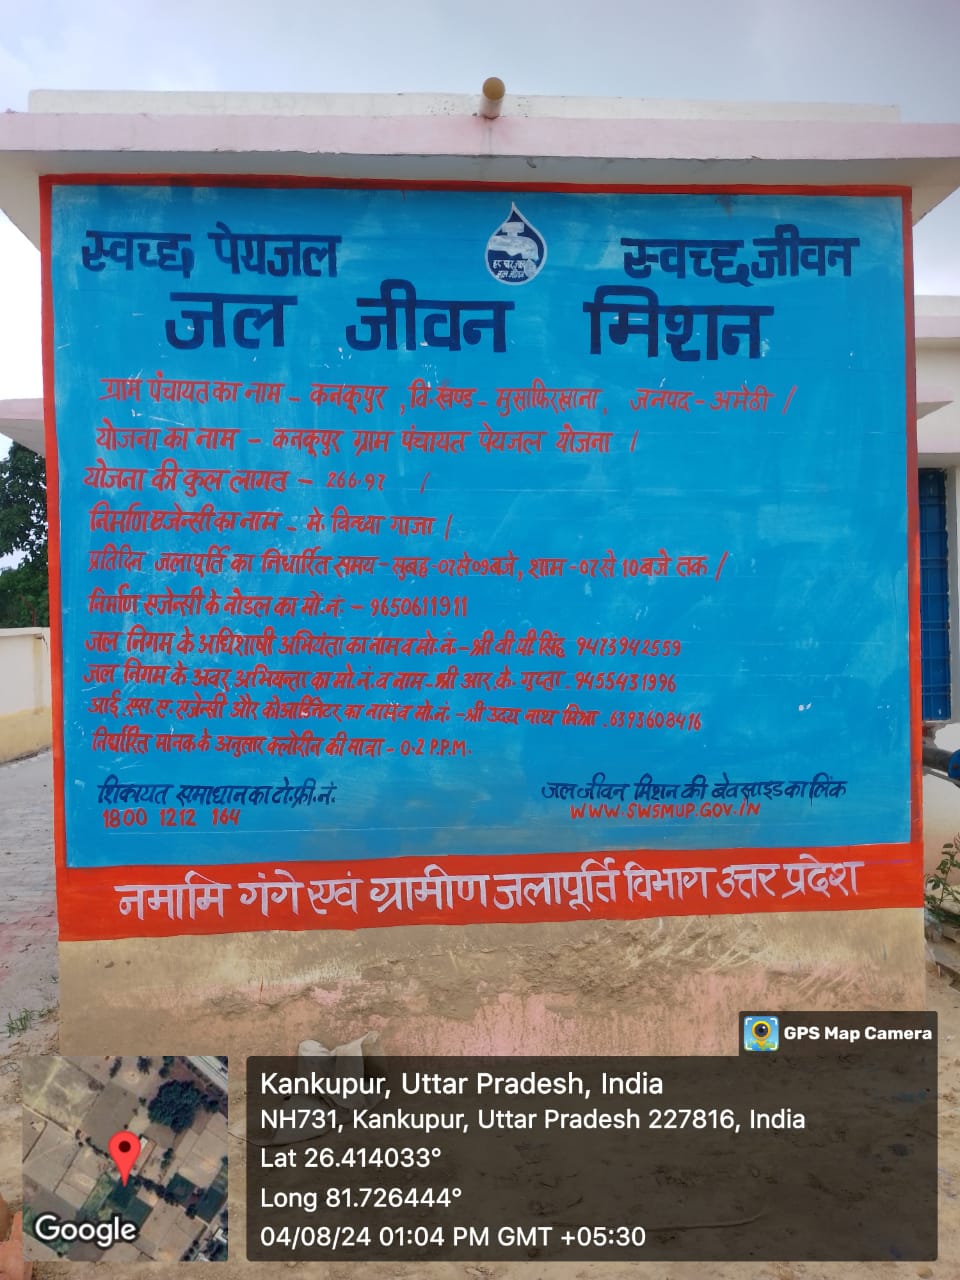 स्वच्छ पेयजल
स्वच्छ जीवन
हर घर जल
जल जीवन मिशन
ग्राम पंचायत का नाम - कनकूपुर , वि.खण्ड - मुसाफिरखाना, जनपद - अमेठी /
योजना का नाम - कनकूपुर ग्राम पंचायत पेयजल योजना /
योजना की कुल लागत - 266.97 /
निर्माण एजेन्सी का नाम - मे. विन्ध्या गाजा /
प्रतिदिन जलापूर्ति का निर्धारित समय - सुबह - 07 से 09 बजे, शाम - 07 से 10 बजे तक /
निर्माण एजेन्सी के नोडल का मों.नं. - 9650611911
जल निगम के अधिशाषी अभियंता का नाम व मो.नं. - श्री वी.पी. सिंह 9473942559
जल निगम के अवर अभियन्ता का मो.नं. व नाम - श्री आर.के. गुप्ता - 9455431996
आई.एस.ए. एजेन्सी और कोआर्डिनेटर का नाम व मो.नं. - श्री उदय नाथ मिश्रा - 6393608416
निर्धारित मानक के अनुसार क्लोरीन की मात्रा - 0.2 P.P.M.
शिकायत समाधान का टो.फ्री.नं.
1800 1212 164
जल जीवन मिशन की बेवसाइड का लिंक
WWW.SWSMUP.GOV.IN
नमामि गंगे एवं ग्रामीण जलापूर्ति विभाग उत्तर प्रदेश
GPS Map Camera
Kankupur, Uttar Pradesh, India
NH731, Kankupur, Uttar Pradesh 227816, India
Lat 26.414033°
Long 81.726444°
04/08/24 01:04 PM GMT +05:30
Google